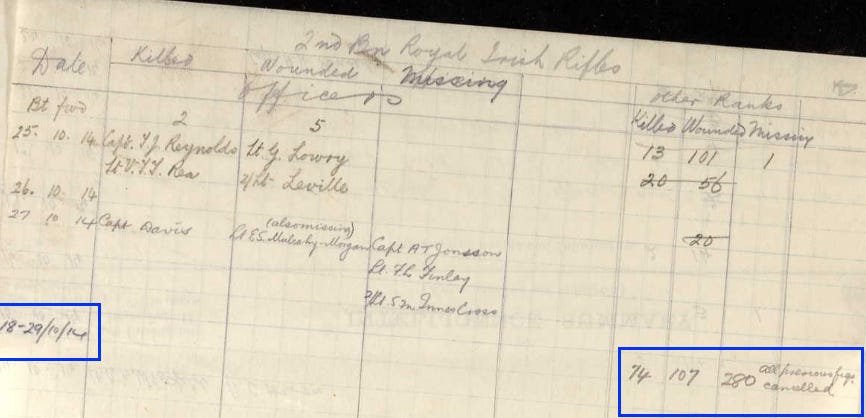 2nd Bn Royal Irish Rifles
Date Killed Wounded Missing
Officers
Other Ranks
Killed Wounded Missing
Bt fwd 2 5
13 101 1
25. 10. 14 Capt. T.J. Reynolds Lt. G. Lowry
20 56
Lt. V.T.T. Rea 2/Lt Leville
26. 10 14
20
27 10 14 Capt Davis (also missing)
Lt E.S. Mulcahy-Morgan Capt A T Jonsson
Lt. F.L. Finlay
2/Lt. S.M. Innes Cross
18-29/10/14
74 107 280 All previous figs.
cancelled